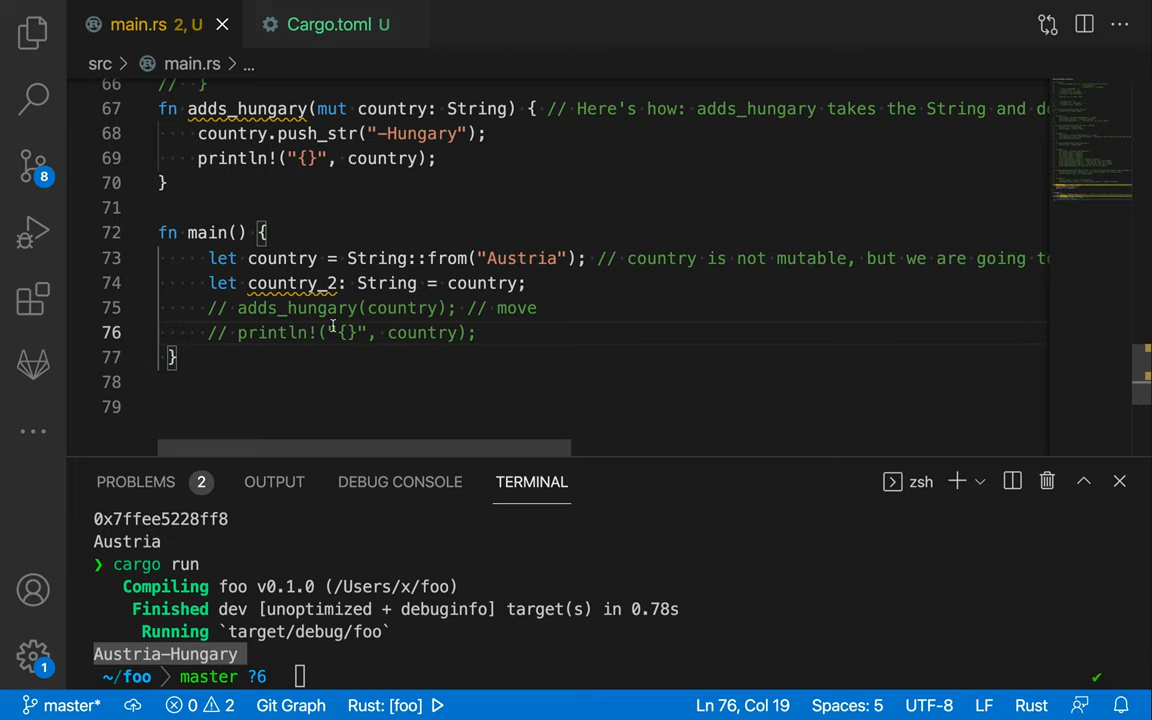 main.rs 2, U
Cargo.toml U
src > main.rs > ...
66 // }
67 fn adds_hungary(mut country: String) { // Here's how: adds_hungary takes the String and
68 country.push_str("-Hungary");
69 println!("{}", country);
70 }
71
72 fn main() {
73 let country = String::from("Austria"); // country is not mutable, but we are going to
74 let country_2: String = country;
75 // adds_hungary(country); // move
76 // println!("{}", country);
77 }
78
79
8
1
PROBLEMS 2 OUTPUT DEBUG CONSOLE TERMINAL zsh
0x7ffee5228ff8
Austria
❯ cargo run
Compiling foo v0.1.0 (/Users/x/foo)
Finished dev [unoptimized + debuginfo] target(s) in 0.78s
Running `target/debug/foo`
Austria-Hungary
~/foo master ?6 ✔
master* 0 2 Git Graph Rust: [foo] Ln 76, Col 19 Spaces: 5 UTF-8 LF Rust